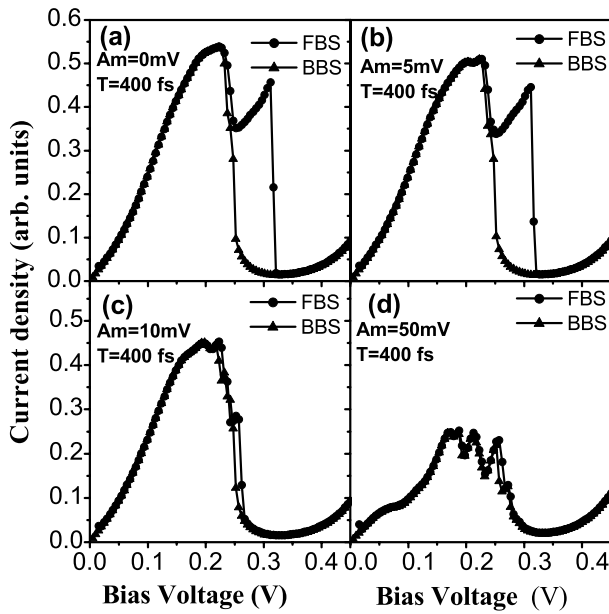 (a)
Am=0mV
T=400 fs
FBS
BBS
(b)
Am=5mV
T=400 fs
FBS
BBS
0.6
0.5
0.4
0.3
0.2
0.1
0.0
(c)
Am=10mV
T=400 fs
FBS
BBS
(d)
Am=50mV
T=400 fs
FBS
BBS
0.5
0.4
0.3
0.2
0.1
0.0
0.0 0.1 0.2 0.3 0.4
0.0 0.1 0.2 0.3 0.4
Current density (arb. units)
Bias Voltage (V)
Bias Voltage (V)